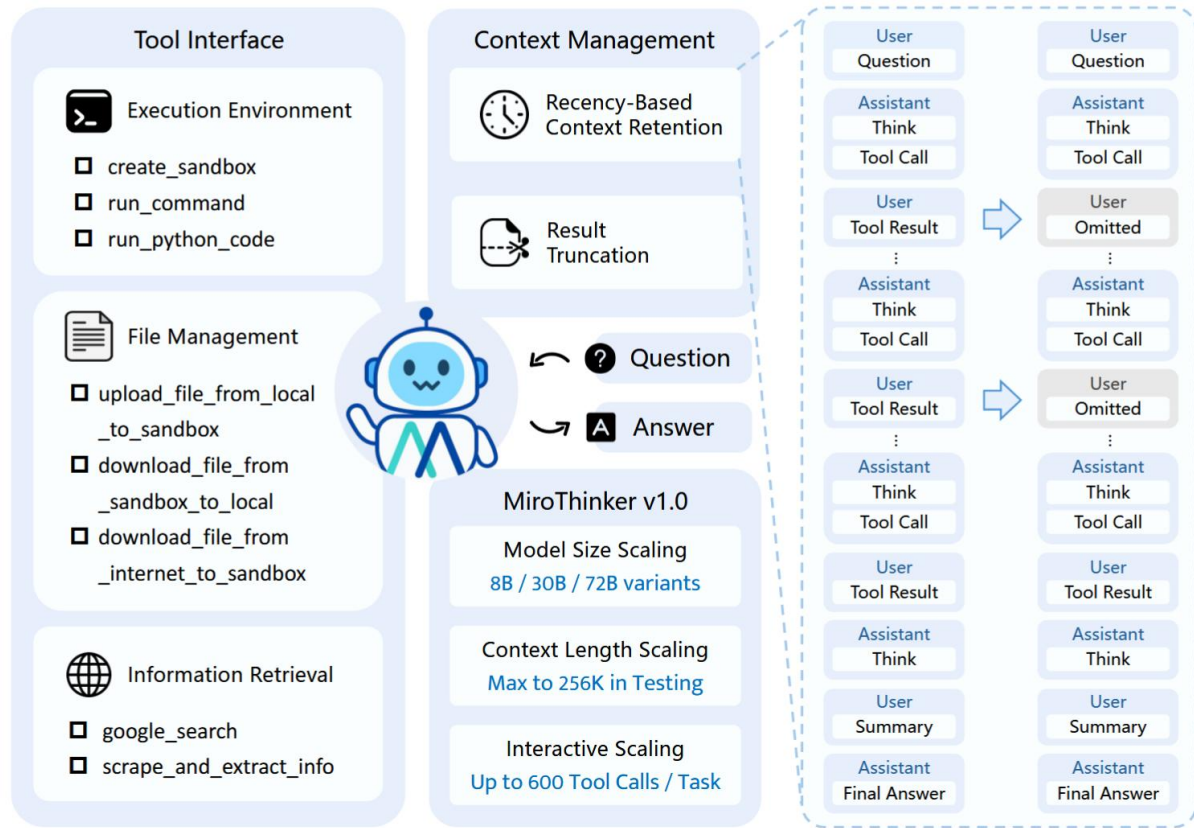 Tool Interface
Execution Environment
create_sandbox
run_command
run_python_code
File Management
upload_file_from_local
_to_sandbox
download_file_from
_sandbox_to_local
download_file_from
_internet_to_sandbox
Information Retrieval
google_search
scrape_and_extract_info
Context Management
Recency-Based
Context Retention
Result
Truncation
? Question
A Answer
MiroThinker v1.0
Model Size Scaling
8B / 30B / 72B variants
Context Length Scaling
Max to 256K in Testing
Interactive Scaling
Up to 600 Tool Calls / Task
User
Question
Assistant
Think
Tool Call
User
Tool Result
⋮
Assistant
Think
Tool Call
User
Tool Result
⋮
Assistant
Think
Tool Call
User
Tool Result
Assistant
Think
User
Summary
Assistant
Final Answer
User
Question
Assistant
Think
Tool Call
User
Omitted
⋮
Assistant
Think
Tool Call
User
Omitted
⋮
Assistant
Think
Tool Call
User
Tool Result
Assistant
Think
User
Summary
Assistant
Final Answer